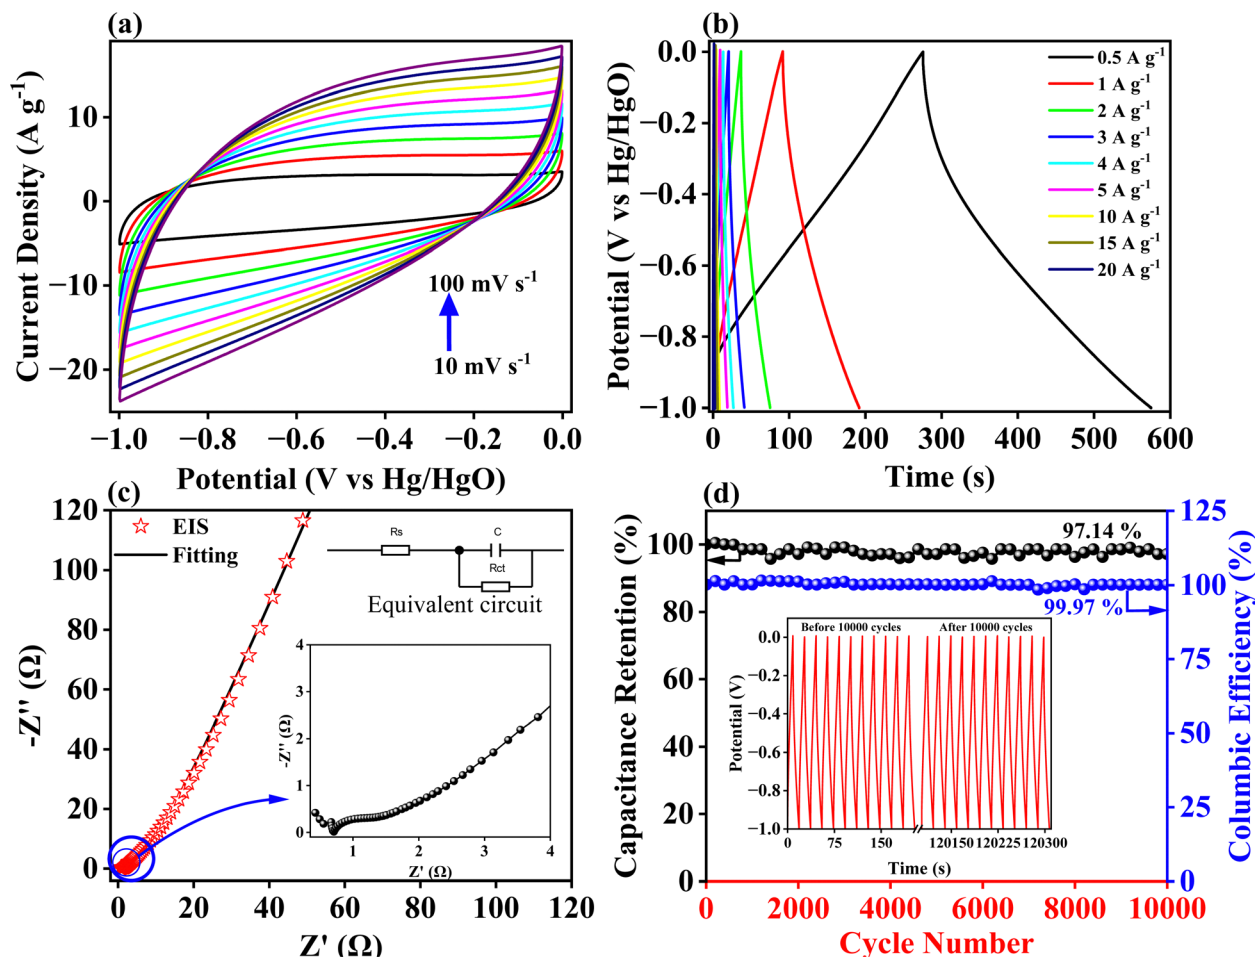 (a)
Current Density (A g-1)
10
0
−10
−20
100 mV s-1
10 mV s-1
−1.0 −0.8 −0.6 −0.4 −0.2 0.0
Potential (V vs Hg/HgO)
(b)
Potential (V vs Hg/HgO)
0.0
−0.2
−0.4
−0.6
−0.8
−1.0
0.5 A g-1
1 A g-1
2 A g-1
3 A g-1
4 A g-1
5 A g-1
10 A g-1
15 A g-1
20 A g-1
0 100 200 300 400 500 600
Time (s)
(c)
-Z'' (Ω)
120
100
80
60
40
20
0
EIS
Fitting
Rs
C
Rct
Equivalent circuit
-Z'' (Ω)
4
3
2
1
0
1 2 3 4
Z' (Ω)
0 20 40 60 80 100 120
Z' (Ω)
(d)
Capacitance Retention (%)
100
80
60
40
20
0
97.14 %
99.97 %
Before 10000 cycles
After 10000 cycles
Potential (V)
0.0
−0.2
−0.4
−0.6
−0.8
−1.0
75 150 120150 120225 120300
Time (s)
125
100
75
50
25
0
Columbic Efficiency (%)
0 2000 4000 6000 8000 10000
Cycle Number